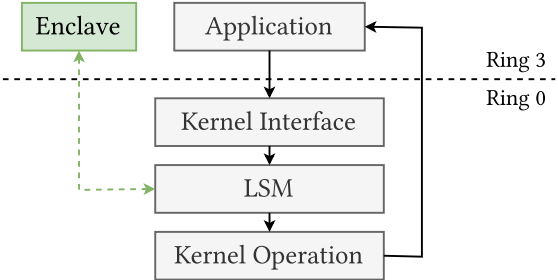 Enclave
Application
Ring 3
Ring 0
Kernel Interface
LSM
Kernel Operation